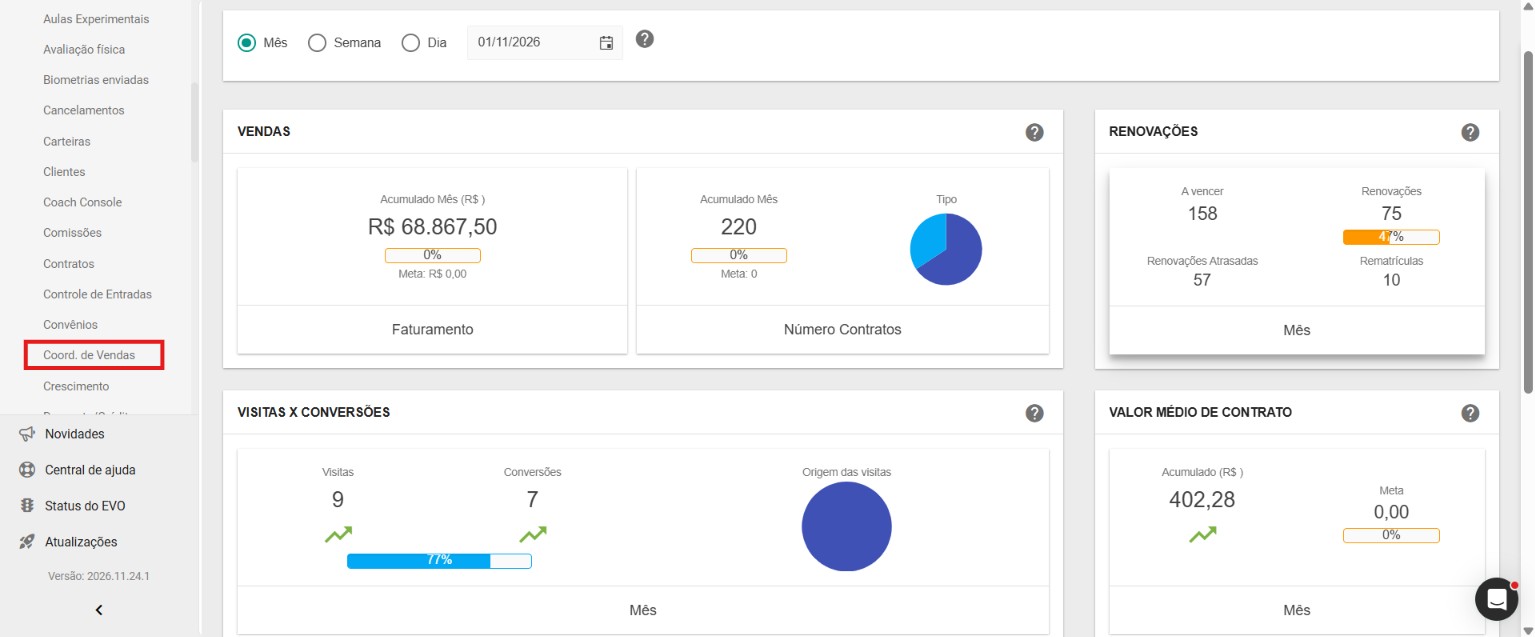 Aulas Experimentais
Avaliação física
Biometrias enviadas
Cancelamentos
Carteiras
Clientes
Coach Console
Comissões
Contratos
Controle de Entradas
Convênios
Coord. de Vendas
Crescimento
Novidades
Central de ajuda
Status do EVO
Atualizações
Versão: 2026.11.24.1
Mês Semana Dia 01/11/2026
VENDAS
Acumulado Mês (R$ )
R$ 68.867,50
0%
Meta: R$ 0,00
Faturamento
Acumulado Mês
220
0%
Meta: 0
Tipo
Número Contratos
RENOVAÇÕES
A vencer
158
Renovações
75
47%
Renovações Atrasadas
57
Rematrículas
10
Mês
VISITAS X CONVERSÕES
Visitas
9
Conversões
7
77%
Origem das visitas
Mês
VALOR MÉDIO DE CONTRATO
Acumulado (R$ )
402,28
Meta
0,00
0%
Mês